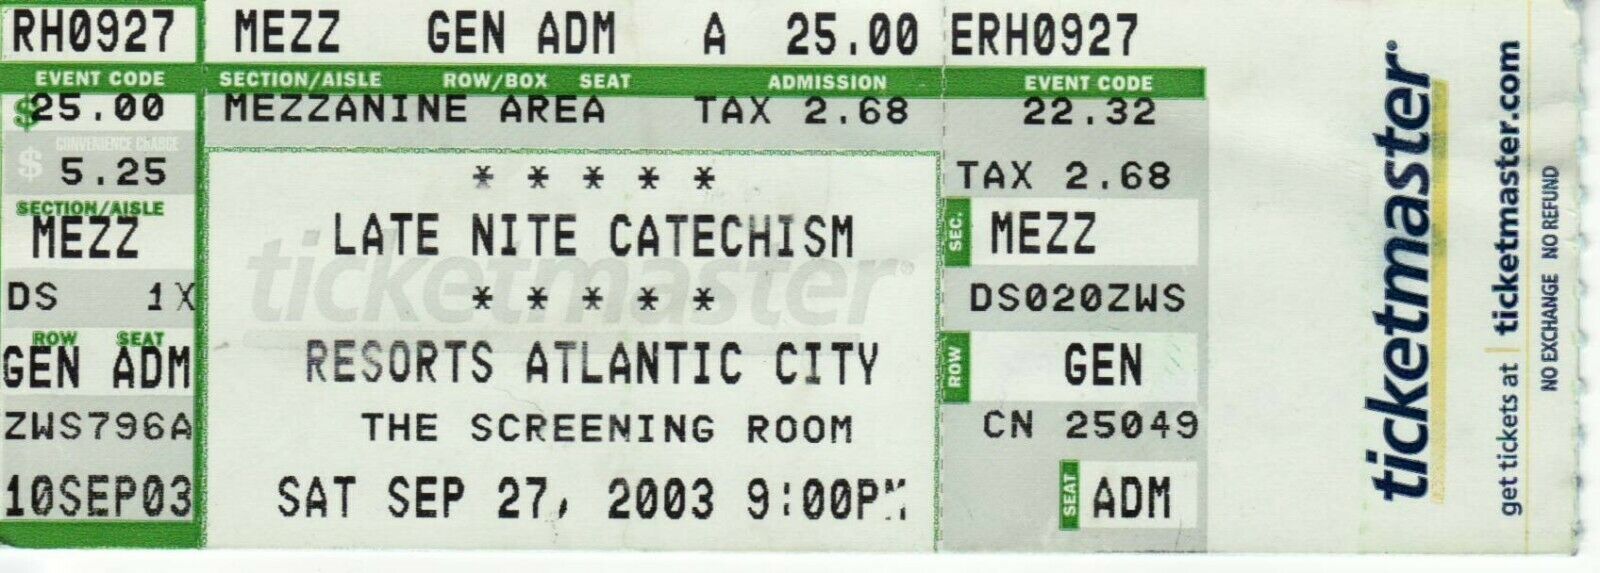 RH0927 MEZZ GEN ADM A 25.00 ERH0927
EVENT CODE SECTION/AISLE ROW/BOX SEAT ADMISSION EVENT CODE
$ 25.00 MEZZANINE AREA TAX 2.68 22.32
CONVENIENCE CHARGE
$ 5.25
SECTION/AISLE
MEZZ
DS 1X
ROW SEAT
GEN ADM
ZWS796A
10SEP03
* * * * *
LATE NITE CATECHISM
ticketmaster
* * * * *
RESORTS ATLANTIC CITY
THE SCREENING ROOM
SAT SEP 27, 2003 9:00PM
TAX 2.68
SEC. MEZZ
DS020ZWS
ROW GEN
CN 25049
SEAT ADM
ticketmaster
get tickets at | ticketmaster.com
NO EXCHANGE NO REFUND